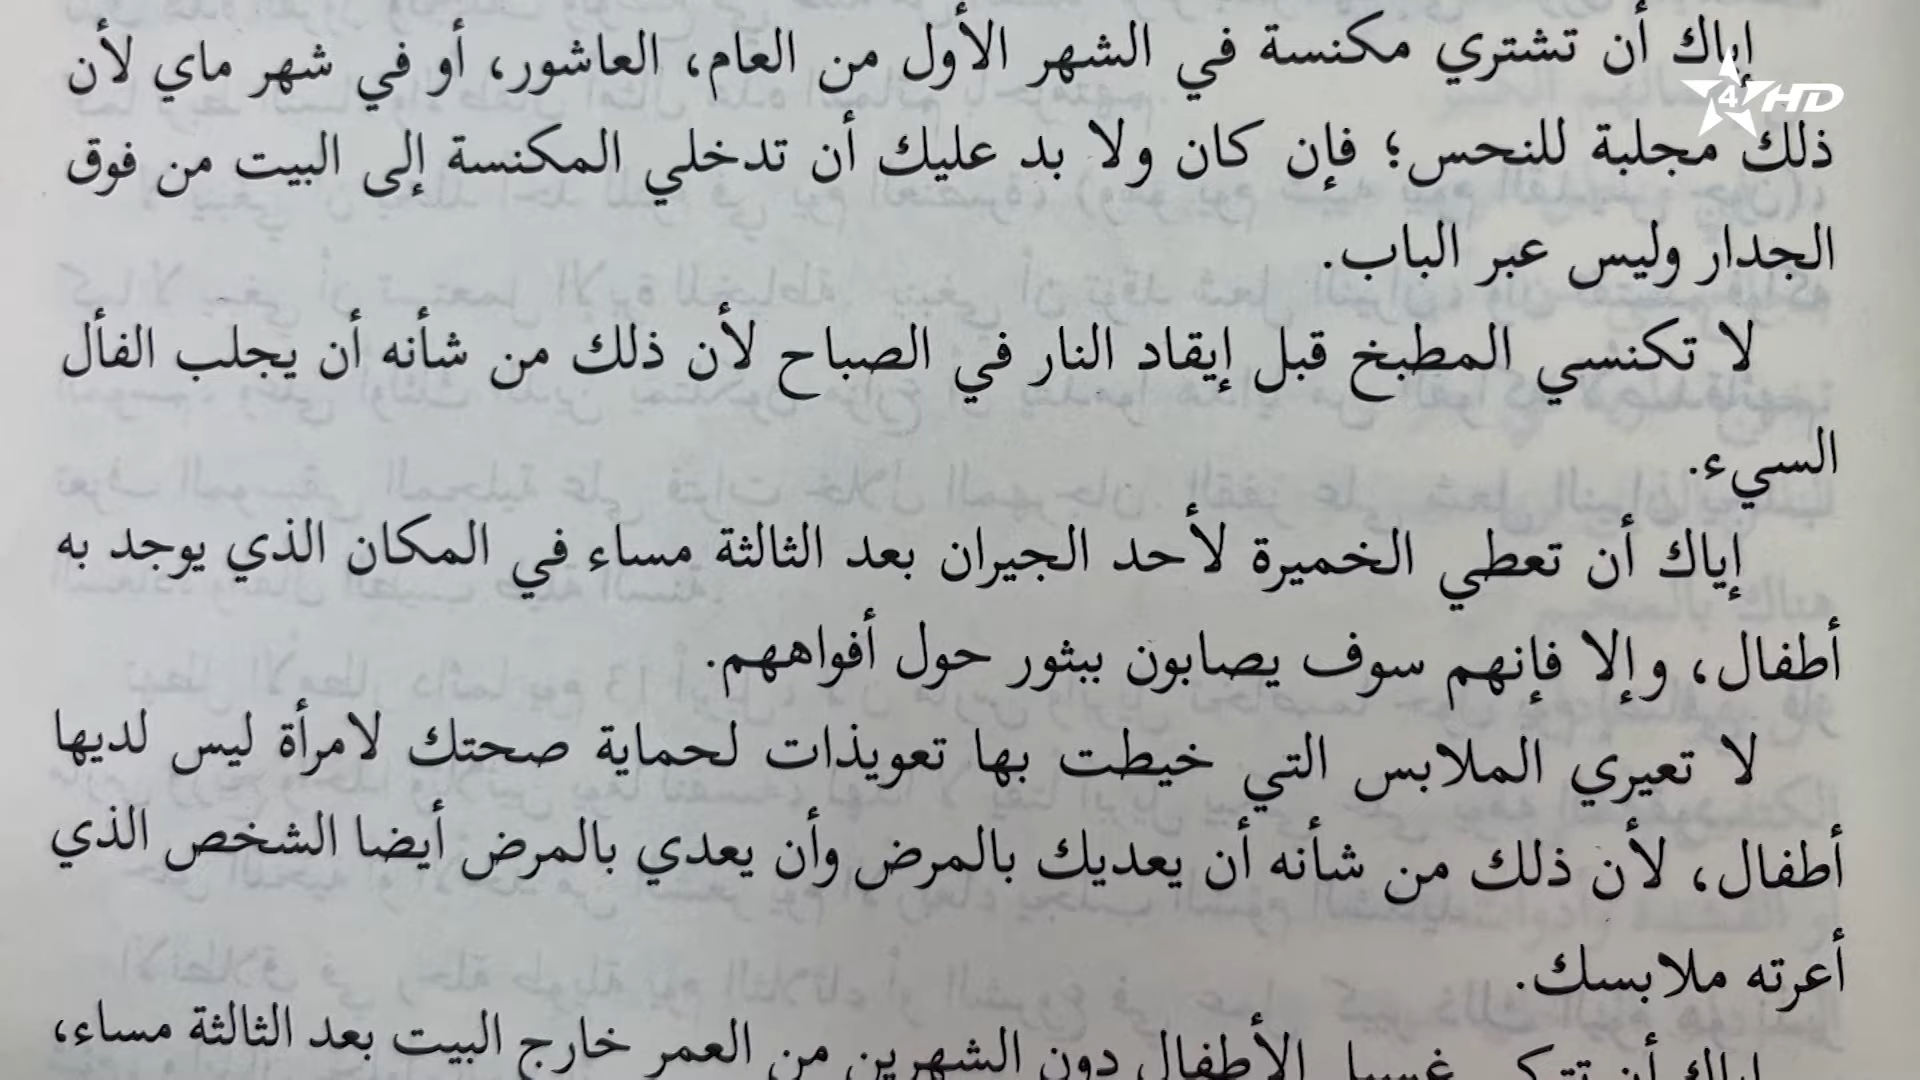 إياك أن تشتري مكنسة في الشهر الأول من العام، العاشور، أو في شهر ماي لأن
ذلك مجلبة للنحس؛ فإن كان ولا بد عليك أن تدخلي المكنسة إلى البيت من فوق
الجدار وليس عبر الباب.
لا تكنسي المطبخ قبل إيقاد النار في الصباح لأن ذلك من شأنه أن يجلب الفأل
السيء.
إياك أن تعطي الخميرة لأحد الجيران بعد الثالثة مساء في المكان الذي يوجد به
أطفال، وإلا فإنهم سوف يصابون ببثور حول أفواههم.
لا تعيري الملابس التي خيطت بها تعويذات لحماية صحتك لامرأة ليس لديها
أطفال، لأن ذلك من شأنه أن يعديك بالمرض وأن يعدي بالمرض أيضا الشخص الذي
أعرته ملابسك.
إياك أن تتركي غسيل الأطفال دون الشهرين من العمر خارج البيت بعد الثالثة مساء،
4 HD